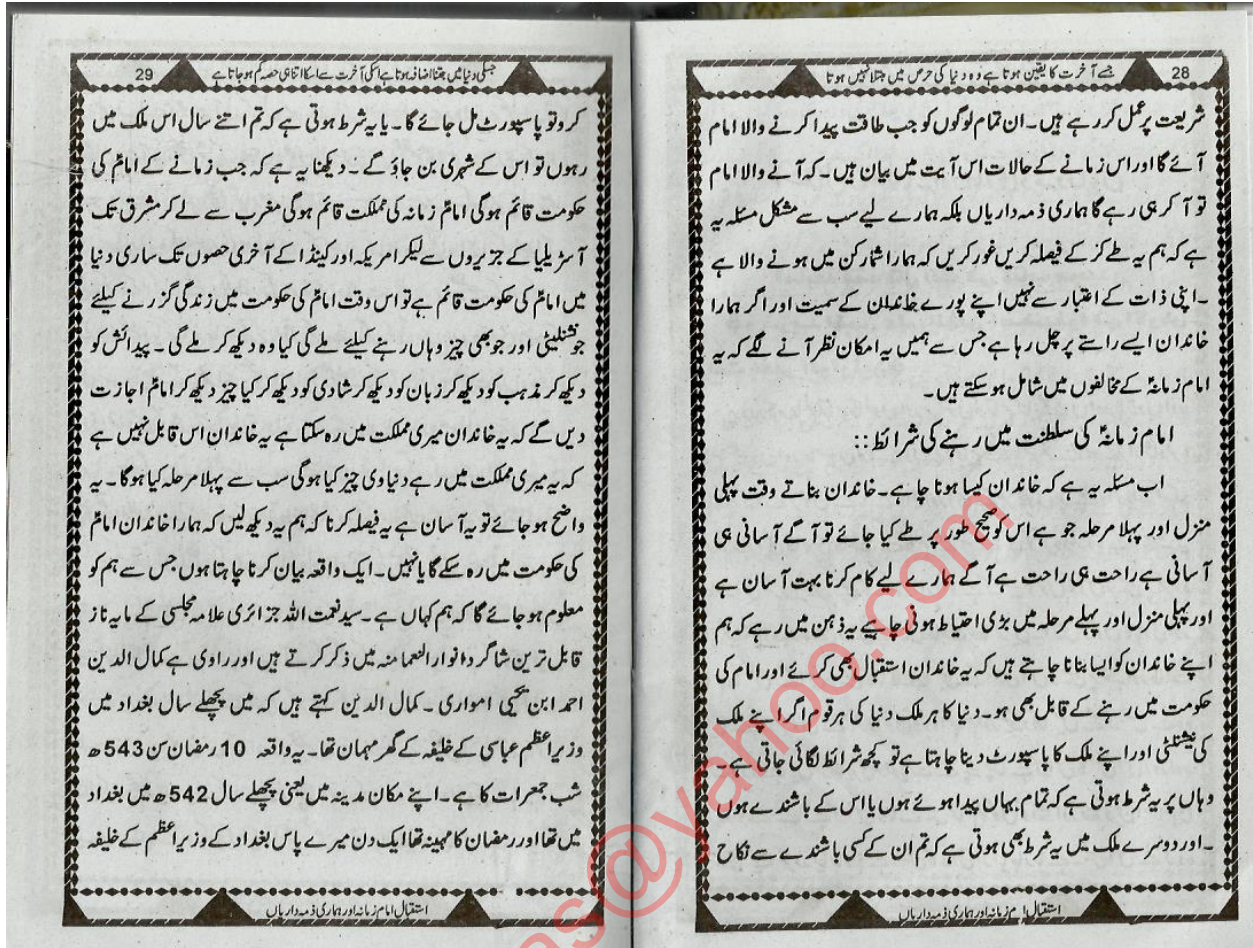 28
جسے آخرت کا یقین ہوتا ہے وہ دنیا کی حرص میں مبتلا نہیں ہوتا
شریعت پر عمل کر رہے ہیں۔ ان تمام لوگوں کو جب طاقت پیدا کرنے والا امام
آئے گا اور اس زمانے کے حالات اس آیت میں بیان ہیں۔ کہ آنے والا امام
تو آ کر ہی رہے گا ہماری ذمہ داریاں بلکہ ہمارے لیے سب سے مشکل مسئلہ یہ
ہے کہ ہم یہ طے کر کے فیصلہ کریں غور کریں کہ ہمارا شمار کن میں ہونے والا ہے
۔ اپنی ذات کے اعتبار سے نہیں اپنے پورے خاندان کے سمیت اور اگر ہمارا
خاندان ایسے راستے پر چل رہا ہے جس سے ہمیں یہ امکان نظر آنے لگے کہ یہ
امام زمانہؑ کے مخالفوں میں شامل ہو سکتے ہیں۔
امام زمانہؑ کی سلطنت میں رہنے کی شرائط ::
اب مسئلہ یہ ہے کہ خاندان کیسا ہونا چاہے۔ خاندان بناتے وقت پہلی
منزل اور پہلا مرحلہ جو ہے اس کو صحیح طور پر طے کیا جائے تو آگے آسانی ہی
آسانی ہے راحت ہی راحت ہے آگے ہمارے لیے کام کرنا بہت آسان ہے
اور پہلی منزل اور پہلے مرحلہ میں بڑی احتیاط ہونی چاہیے یہ ذہن میں رہے کہ ہم
اپنے خاندان کو ایسا بنانا چاہتے ہیں کہ یہ خاندان استقبال بھی کرے اور امام کی
حکومت میں رہنے کے قابل بھی ہو۔ دنیا کا ہر ملک دنیا کی ہر قوم اگر اپنے ملک
کی نیشنلٹی اور اپنے ملک کا پاسپورٹ دینا چاہتا ہے تو کچھ شرائط لگائی جاتی ہے۔
وہاں پر یہ شرط ہوتی ہے کہ تمام یہاں پیدا ہوئے ہوں یا اس کے باشندے ہوں
۔ اور دوسرے ملک میں یہ شرط بھی ہوتی ہے کہ تم ان کے کسی باشندے سے نکاح
استقبال امام زمانہ اور ہماری ذمہ داریاں
29
جسکی دنیا میں جتنا اضافہ ہوتا ہے اسکی آخرت سے اسکا اتنا ہی حصہ کم ہو جاتا ہے
کرو تو پاسپورٹ مل جائے گا۔ یا یہ شرط ہوتی ہے کہ تم اتنے سال اس ملک میں
رہوں تو اس کے شہری بن جاؤ گے۔ دیکھنا یہ ہے کہ جب زمانے کے امامؑ کی
حکومت قائم ہوگی امامؑ زمانہ کی مملکت قائم ہوگی مغرب سے لے کر مشرق تک
آسڑیلیا کے جزیروں سے لیکر امریکہ اور کینڈا کے آخری حصوں تک ساری دنیا
میں امامؑ کی حکومت قائم ہے تو اس وقت امامؑ کی حکومت میں زندگی گزرنے کیلئے
جو نشنلیٹی اور جو بھی چیز وہاں رہنے کیلئے ملے گی کیا وہ دیکھ کر ملے گی۔ پیدائش کو
دیکھ کر مذہب کو دیکھ کر زبان کو دیکھ کر شادی کو دیکھ کر کیا چیز دیکھ کر امامؑ اجازت
دیں گے کہ یہ خاندان میری مملکت میں رہ سکتا ہے یہ خاندان اس قابل نہیں ہے
کہ یہ میری مملکت میں رہے دنیاوی چیز کیا ہوگی سب سے پہلا مرحلہ کیا ہوگا۔ یہ
واضح ہو جائے تو یہ آسان ہے یہ فیصلہ کرنا کہ ہم یہ دیکھ لیں کہ ہمارا خاندان امامؑ
کی حکومت میں رہ سکے گا یا نہیں۔ ایک واقعہ بیان کرنا چاہتا ہوں جس سے ہم کو
معلوم ہو جائے گا کہ ہم کہاں ہے۔ سید نعمت اللہ جزائری علامہ مجلسی کے مایہ ناز
قابل ترین شاگرد انوار النعمانہ میں ذکر کرتے ہیں اور راوی ہے کمال الدین
احمد ابن یحیی امواری۔ کمال الدین کہتے ہیں کہ میں پچھلے سال بغداد میں
وزیراعظم عباسی کے خلیفہ کے گھر مہمان تھا۔ یہ واقعہ 10 رمضان سن 543ھ
شب جمعرات کا ہے۔ اپنے مکان مدینہ میں یعنی پچھلے سال 542ھ میں بغداد
میں تھا اور رمضان کا مہینہ تھا ایک دن میرے پاس بغداد کے وزیراعظم کے خلیفہ
استقبال امام زمانہ اور ہماری ذمہ داریاں
as@yahoo.com